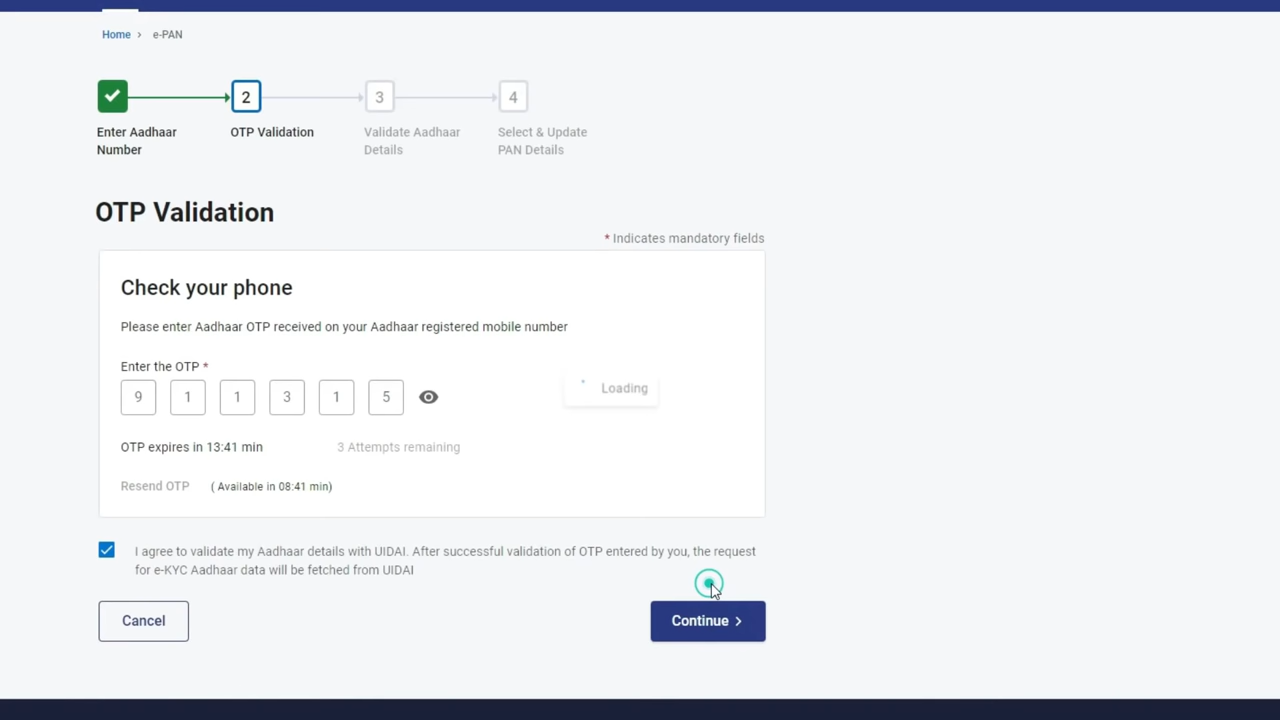 Home › e-PAN
2 3 4
Enter Aadhaar Number
OTP Validation
Validate Aadhaar Details
Select & Update PAN Details
OTP Validation
* Indicates mandatory fields
Check your phone
Please enter Aadhaar OTP received on your Aadhaar registered mobile number
Enter the OTP *
9 1 1 3 1 5
Loading
OTP expires in 13:41 min 3 Attempts remaining
Resend OTP ( Available in 08:41 min)
I agree to validate my Aadhaar details with UIDAI. After successful validation of OTP entered by you, the request
for e-KYC Aadhaar data will be fetched from UIDAI
Cancel Continue >